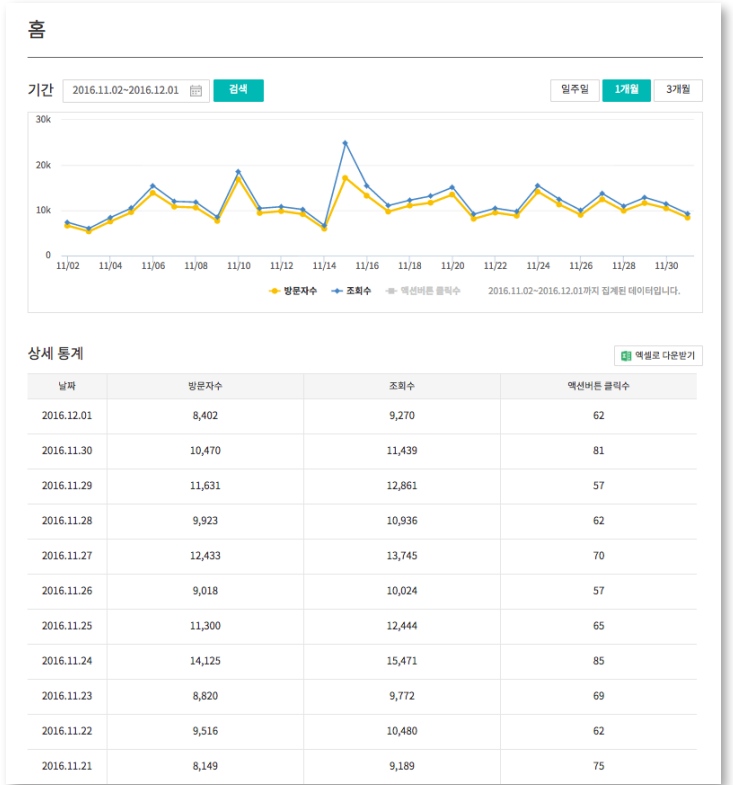 홈
기간 2016.11.02~2016.12.01 검색 일주일 1개월 3개월
30k
20k
10k
0
11/02 11/04 11/06 11/08 11/10 11/12 11/14 11/16 11/18 11/20 11/22 11/24 11/26 11/28 11/30
방문자수 조회수 액션버튼 클릭수 2016.11.02~2016.12.01까지 집계된 데이터입니다.
상세 통계 엑셀로 다운받기
날짜 방문자수 조회수 액션버튼 클릭수
2016.12.01 8,402 9,270 62
2016.11.30 10,470 11,439 81
2016.11.29 11,631 12,861 57
2016.11.28 9,923 10,936 62
2016.11.27 12,433 13,745 70
2016.11.26 9,018 10,024 57
2016.11.25 11,300 12,444 65
2016.11.24 14,125 15,471 85
2016.11.23 8,820 9,772 69
2016.11.22 9,516 10,480 62
2016.11.21 8,149 9,189 75